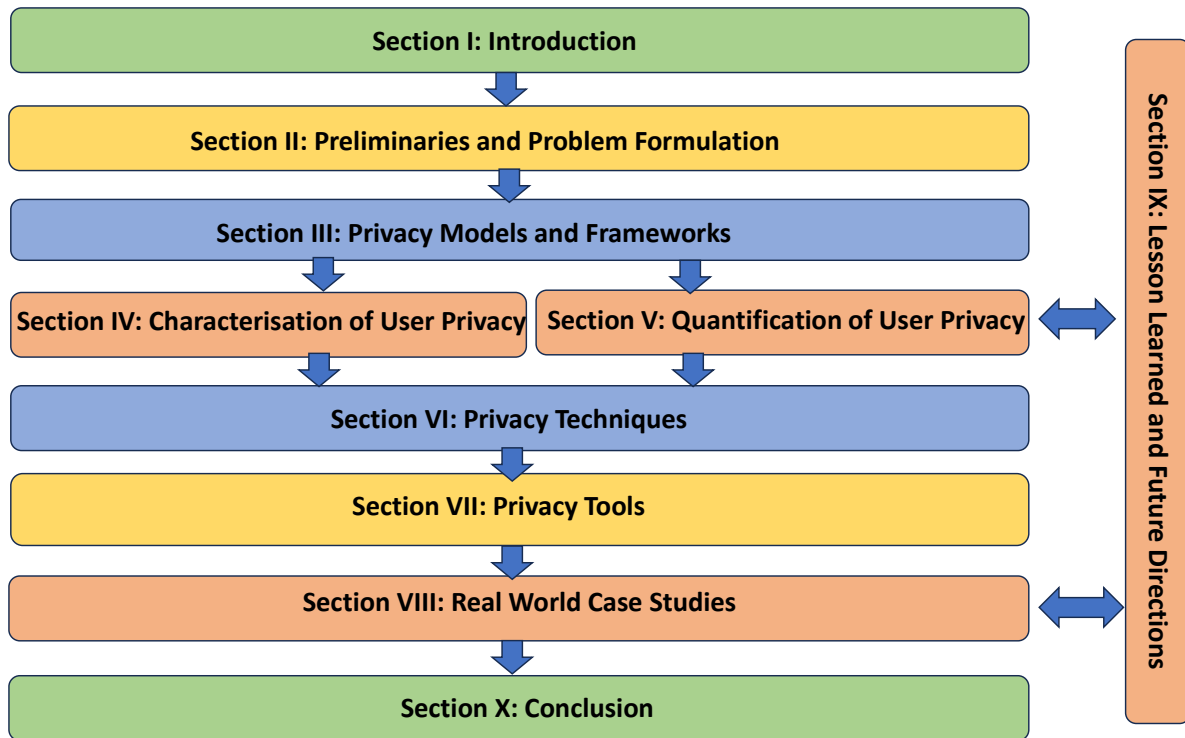 Section I: Introduction
Section II: Preliminaries and Problem Formulation
Section III: Privacy Models and Frameworks
Section IV: Characterisation of User Privacy
Section V: Quantification of User Privacy
Section VI: Privacy Techniques
Section VII: Privacy Tools
Section VIII: Real World Case Studies
Section IX: Lesson Learned and Future Directions
Section X: Conclusion